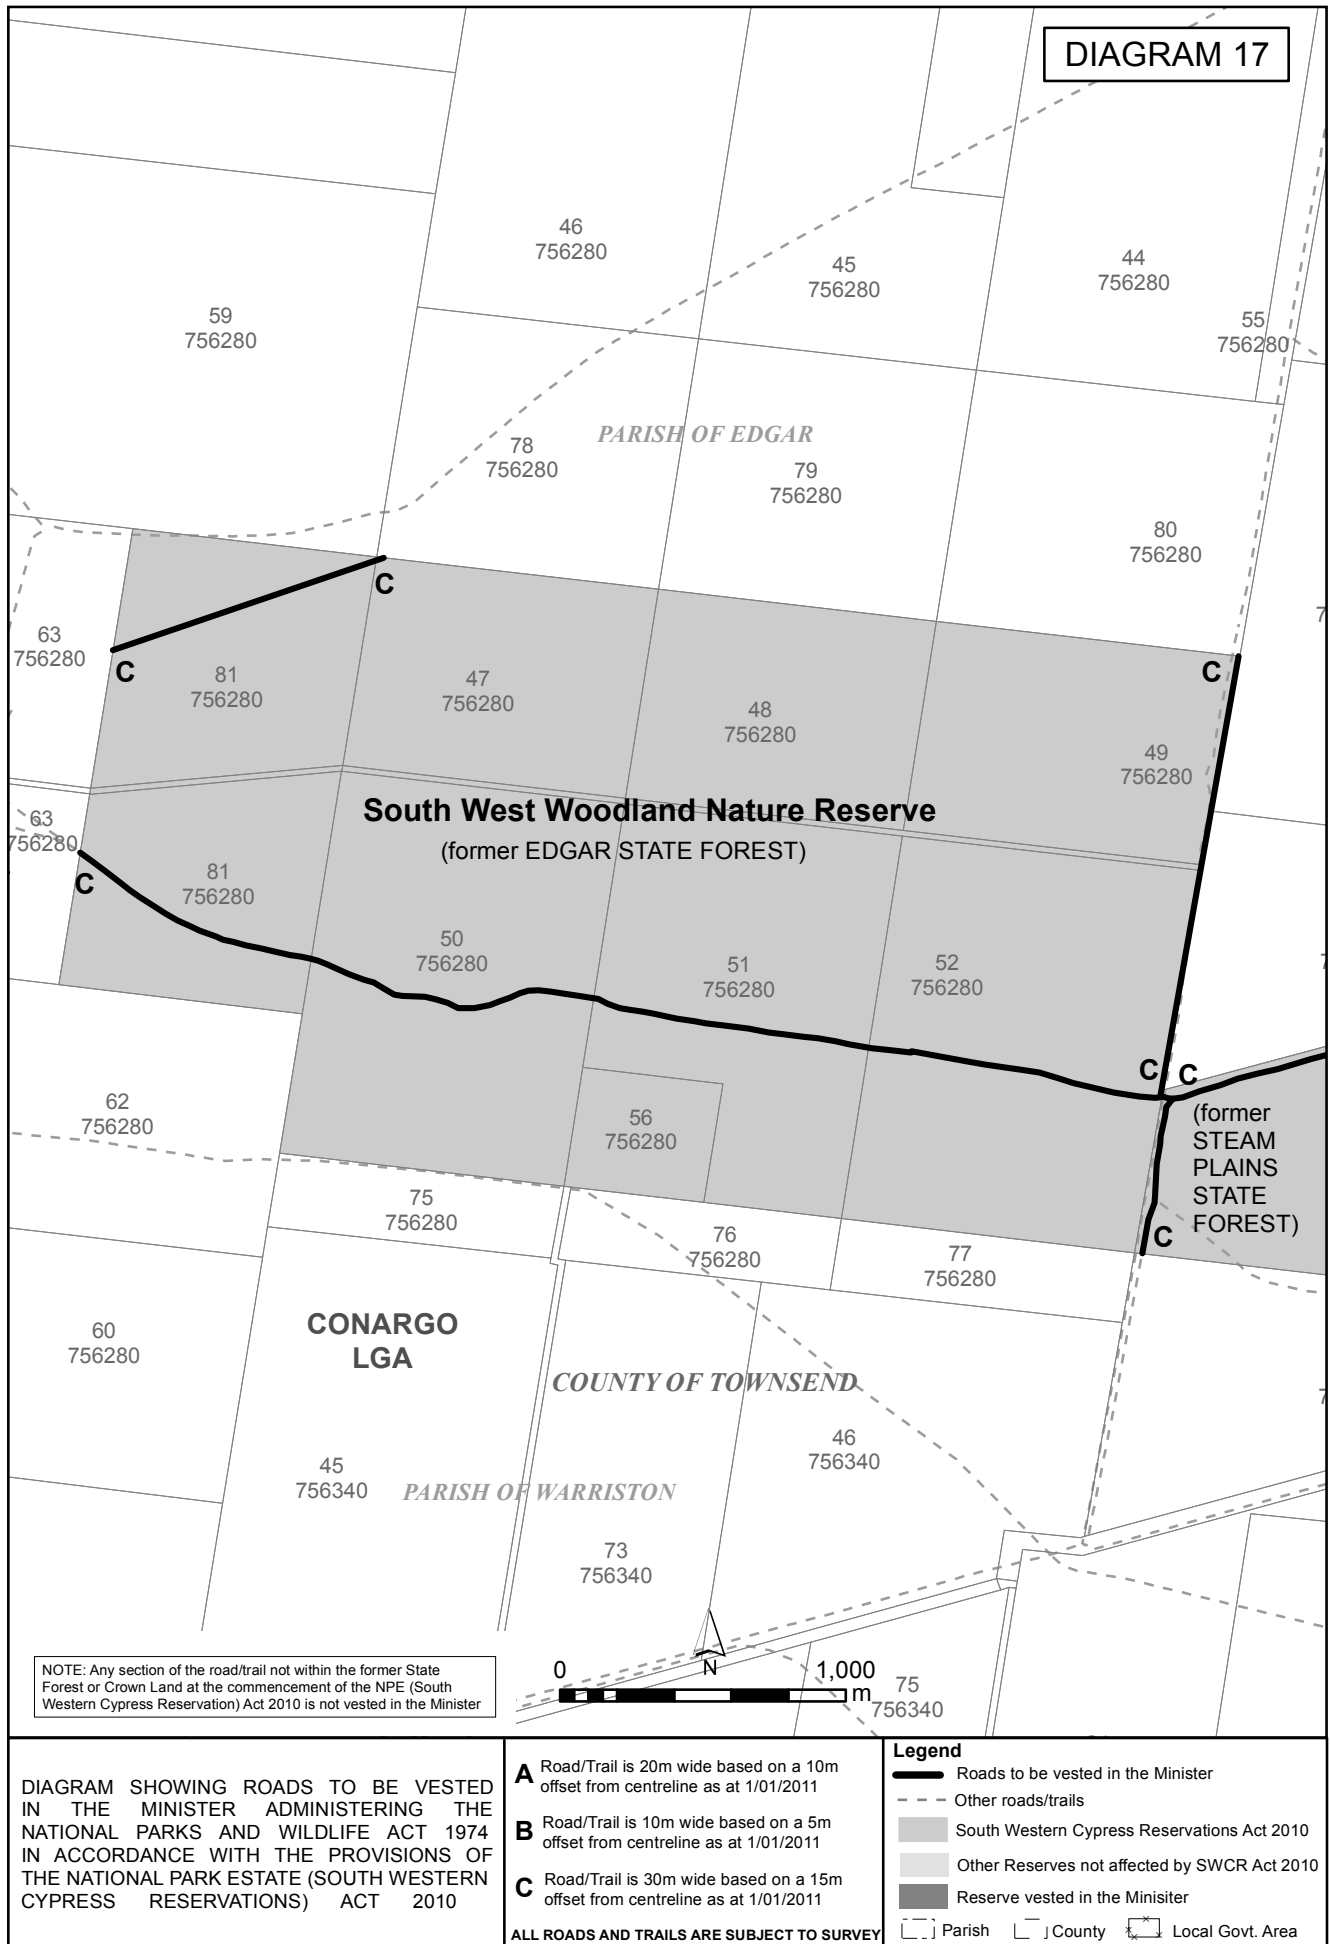 DIAGRAM 17
46
756280
45
756280
44
756280
59
756280
55
756280
PARISH OF EDGAR
78
756280
79
756280
80
756280
C
63
756280
C
81
756280
47
756280
48
756280
C
49
756280
South West Woodland Nature Reserve
(former EDGAR STATE FOREST)
63
756280
C
81
756280
50
756280
51
756280
52
756280
C
C
62
756280
56
756280
(former
STEAM
PLAINS
STATE
FOREST)
C
75
756280
76
756280
77
756280
60
756280
CONARGO
LGA
COUNTY OF TOWNSEND
45
756340
PARISH OF WARRISTON
46
756340
73
756340
NOTE: Any section of the road/trail not within the former State
Forest or Crown Land at the commencement of the NPE (South
Western Cypress Reservation) Act 2010 is not vested in the Minister
N
0
1,000
m
75
756340
DIAGRAM SHOWING ROADS TO BE VESTED
IN THE MINISTER ADMINISTERING THE
NATIONAL PARKS AND WILDLIFE ACT 1974
IN ACCORDANCE WITH THE PROVISIONS OF
THE NATIONAL PARK ESTATE (SOUTH WESTERN
CYPRESS RESERVATIONS) ACT 2010
A Road/Trail is 20m wide based on a 10m
offset from centreline as at 1/01/2011
B Road/Trail is 10m wide based on a 5m
offset from centreline as at 1/01/2011
C Road/Trail is 30m wide based on a 15m
offset from centreline as at 1/01/2011
ALL ROADS AND TRAILS ARE SUBJECT TO SURVEY
Legend
Roads to be vested in the Minister
Other roads/trails
South Western Cypress Reservations Act 2010
Other Reserves not affected by SWCR Act 2010
Reserve vested in the Minisiter
Parish
County
Local Govt. Area